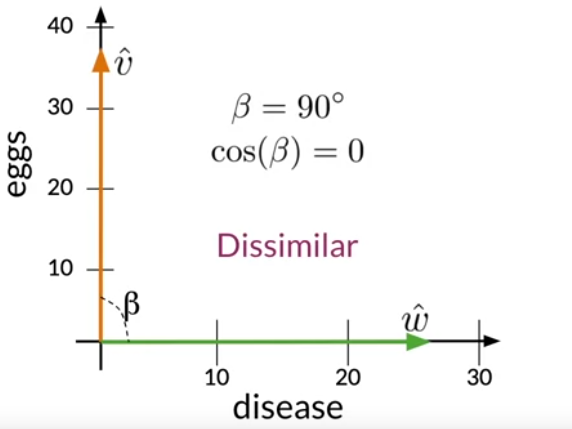 40
v̂
30
β = 90°
cos(β) = 0
eggs
20
Dissimilar
10
β
ŵ
10 20 30
disease